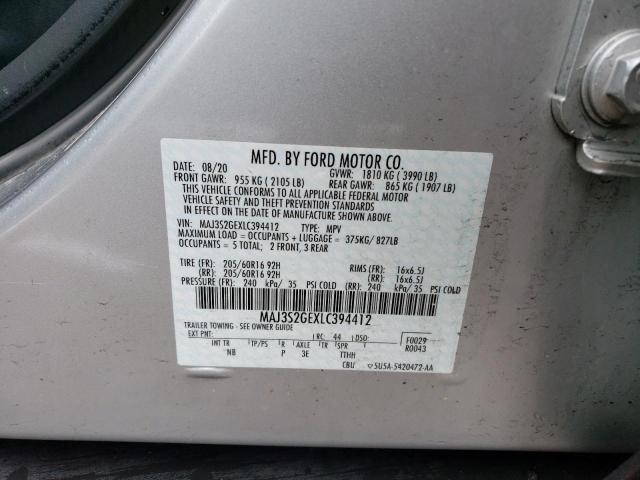 MFD. BY FORD MOTOR CO.
DATE: 08/20 GVWR: 1810 KG ( 3990 LB)
FRONT GAWR: 955 KG ( 2105 LB) REAR GAWR: 865 KG ( 1907 LB)
THIS VEHICLE CONFORMS TO ALL APPLICABLE FEDERAL MOTOR
VEHICLE SAFETY AND THEFT PREVENTION STANDARDS
IN EFFECT ON THE DATE OF MANUFACTURE SHOWN ABOVE.
VIN: MAJ3S2GEXLC394412 TYPE: MPV
MAXIMUM LOAD = OCCUPANTS + LUGGAGE = 375KG/ 827LB
OCCUPANTS = 5 TOTAL; 2 FRONT, 3 REAR
TIRE (FR): 205/60R16 92H RIMS (FR): 16x6.5J
(RR): 205/60R16 92H (RR): 16x6.5J
PRESSURE (FR): 240 kPa/ 35 PSI COLD (RR): 240 kPa/ 35 PSI COLD
MAJ3S2GEXLC394412
TRAILER TOWING - SEE OWNER GUIDE
EXT PNT: RC: 44 DSO: F0029
R0043
INT TR TP/PS R AXLE TR SPR
NB P 3E TTHH
CBU 5U5A-5420472-AA